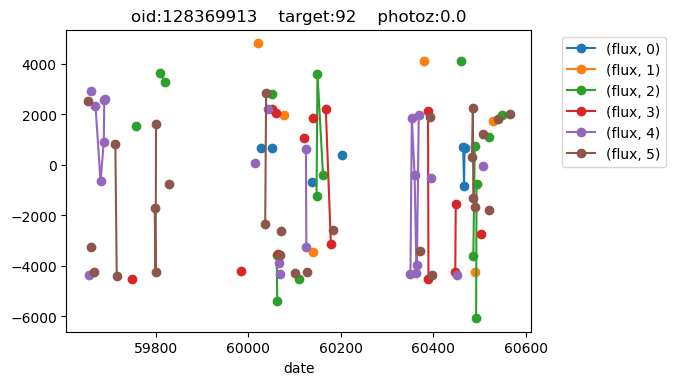 oid:128369913    target:92    photoz:0.0
4000
2000
0
−2000
−4000
−6000
59800
60000
60200
60400
60600
date
(flux, 0)
(flux, 1)
(flux, 2)
(flux, 3)
(flux, 4)
(flux, 5)